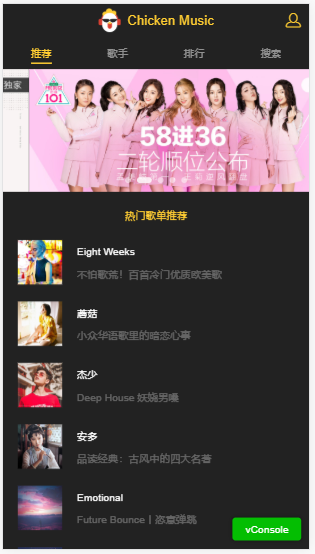 Chicken Music
推荐
歌手
排行
搜索
独家
101
58进36
二轮顺位公布
热门歌单推荐
Eight Weeks
不怕歌荒！百首冷门优质欧美歌
蘑菇
小众华语歌里的暗恋心事
杰少
Deep House 妖娆男嗓
安多
品读经典：古风中的四大名著
Emotional
Future Bounce丨恣意弹跳
vConsole